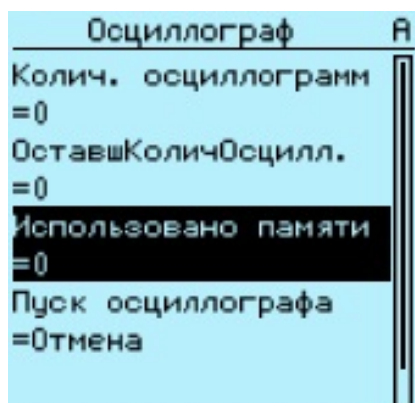 Осциллограф A
Колич. осциллограмм
=0
ОставшКоличОсцилл.
=0
Использовано памяти
=0
Пуск осциллографа
=Отмена